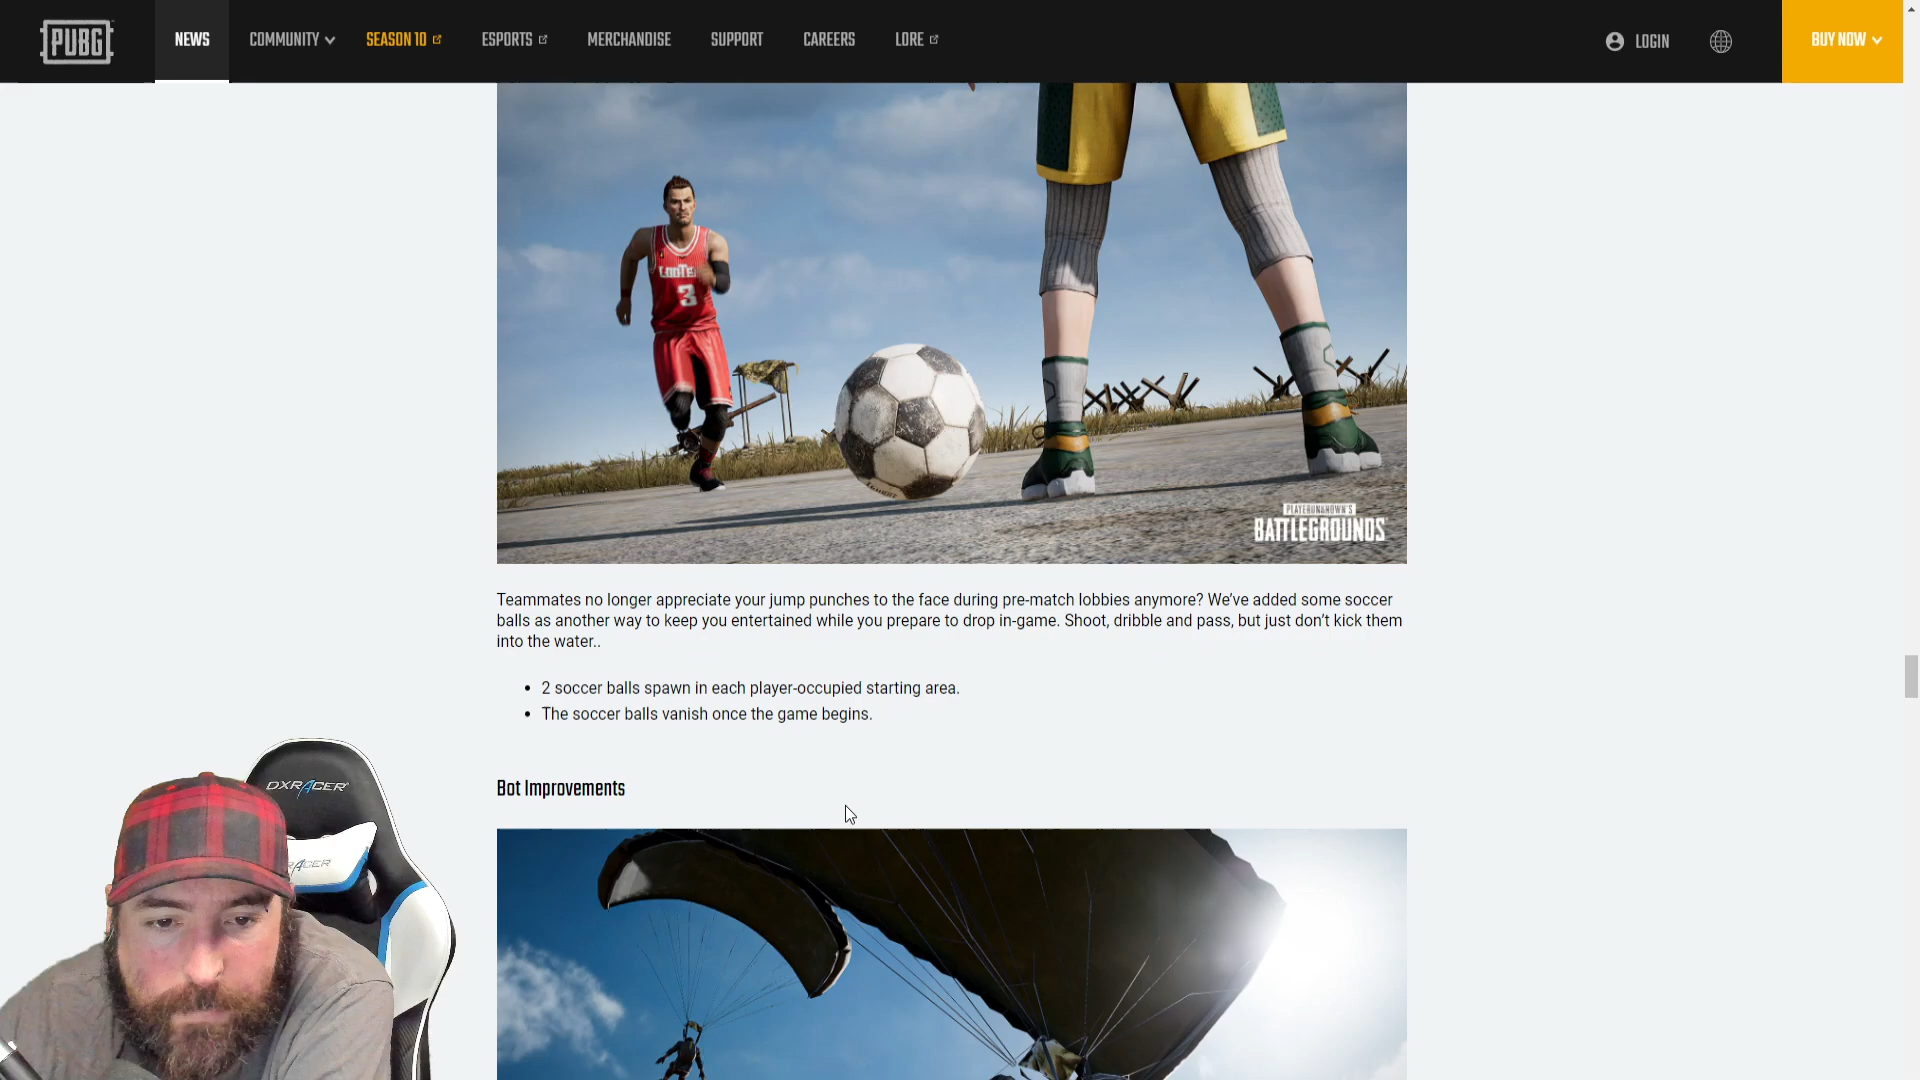 PUBG
NEWS
COMMUNITY
SEASON 10
ESPORTS
MERCHANDISE
SUPPORT
CAREERS
LORE
LOGIN
BUY NOW
LOOTER
3
PLAYERUNKNOWN'S
BATTLEGROUNDS
Teammates no longer appreciate your jump punches to the face during pre-match lobbies anymore? We’ve added some soccer
balls as another way to keep you entertained while you prepare to drop in-game. Shoot, dribble and pass, but just don’t kick them
into the water..
• 2 soccer balls spawn in each player-occupied starting area.
• The soccer balls vanish once the game begins.
Bot Improvements
DXRACER
RACER